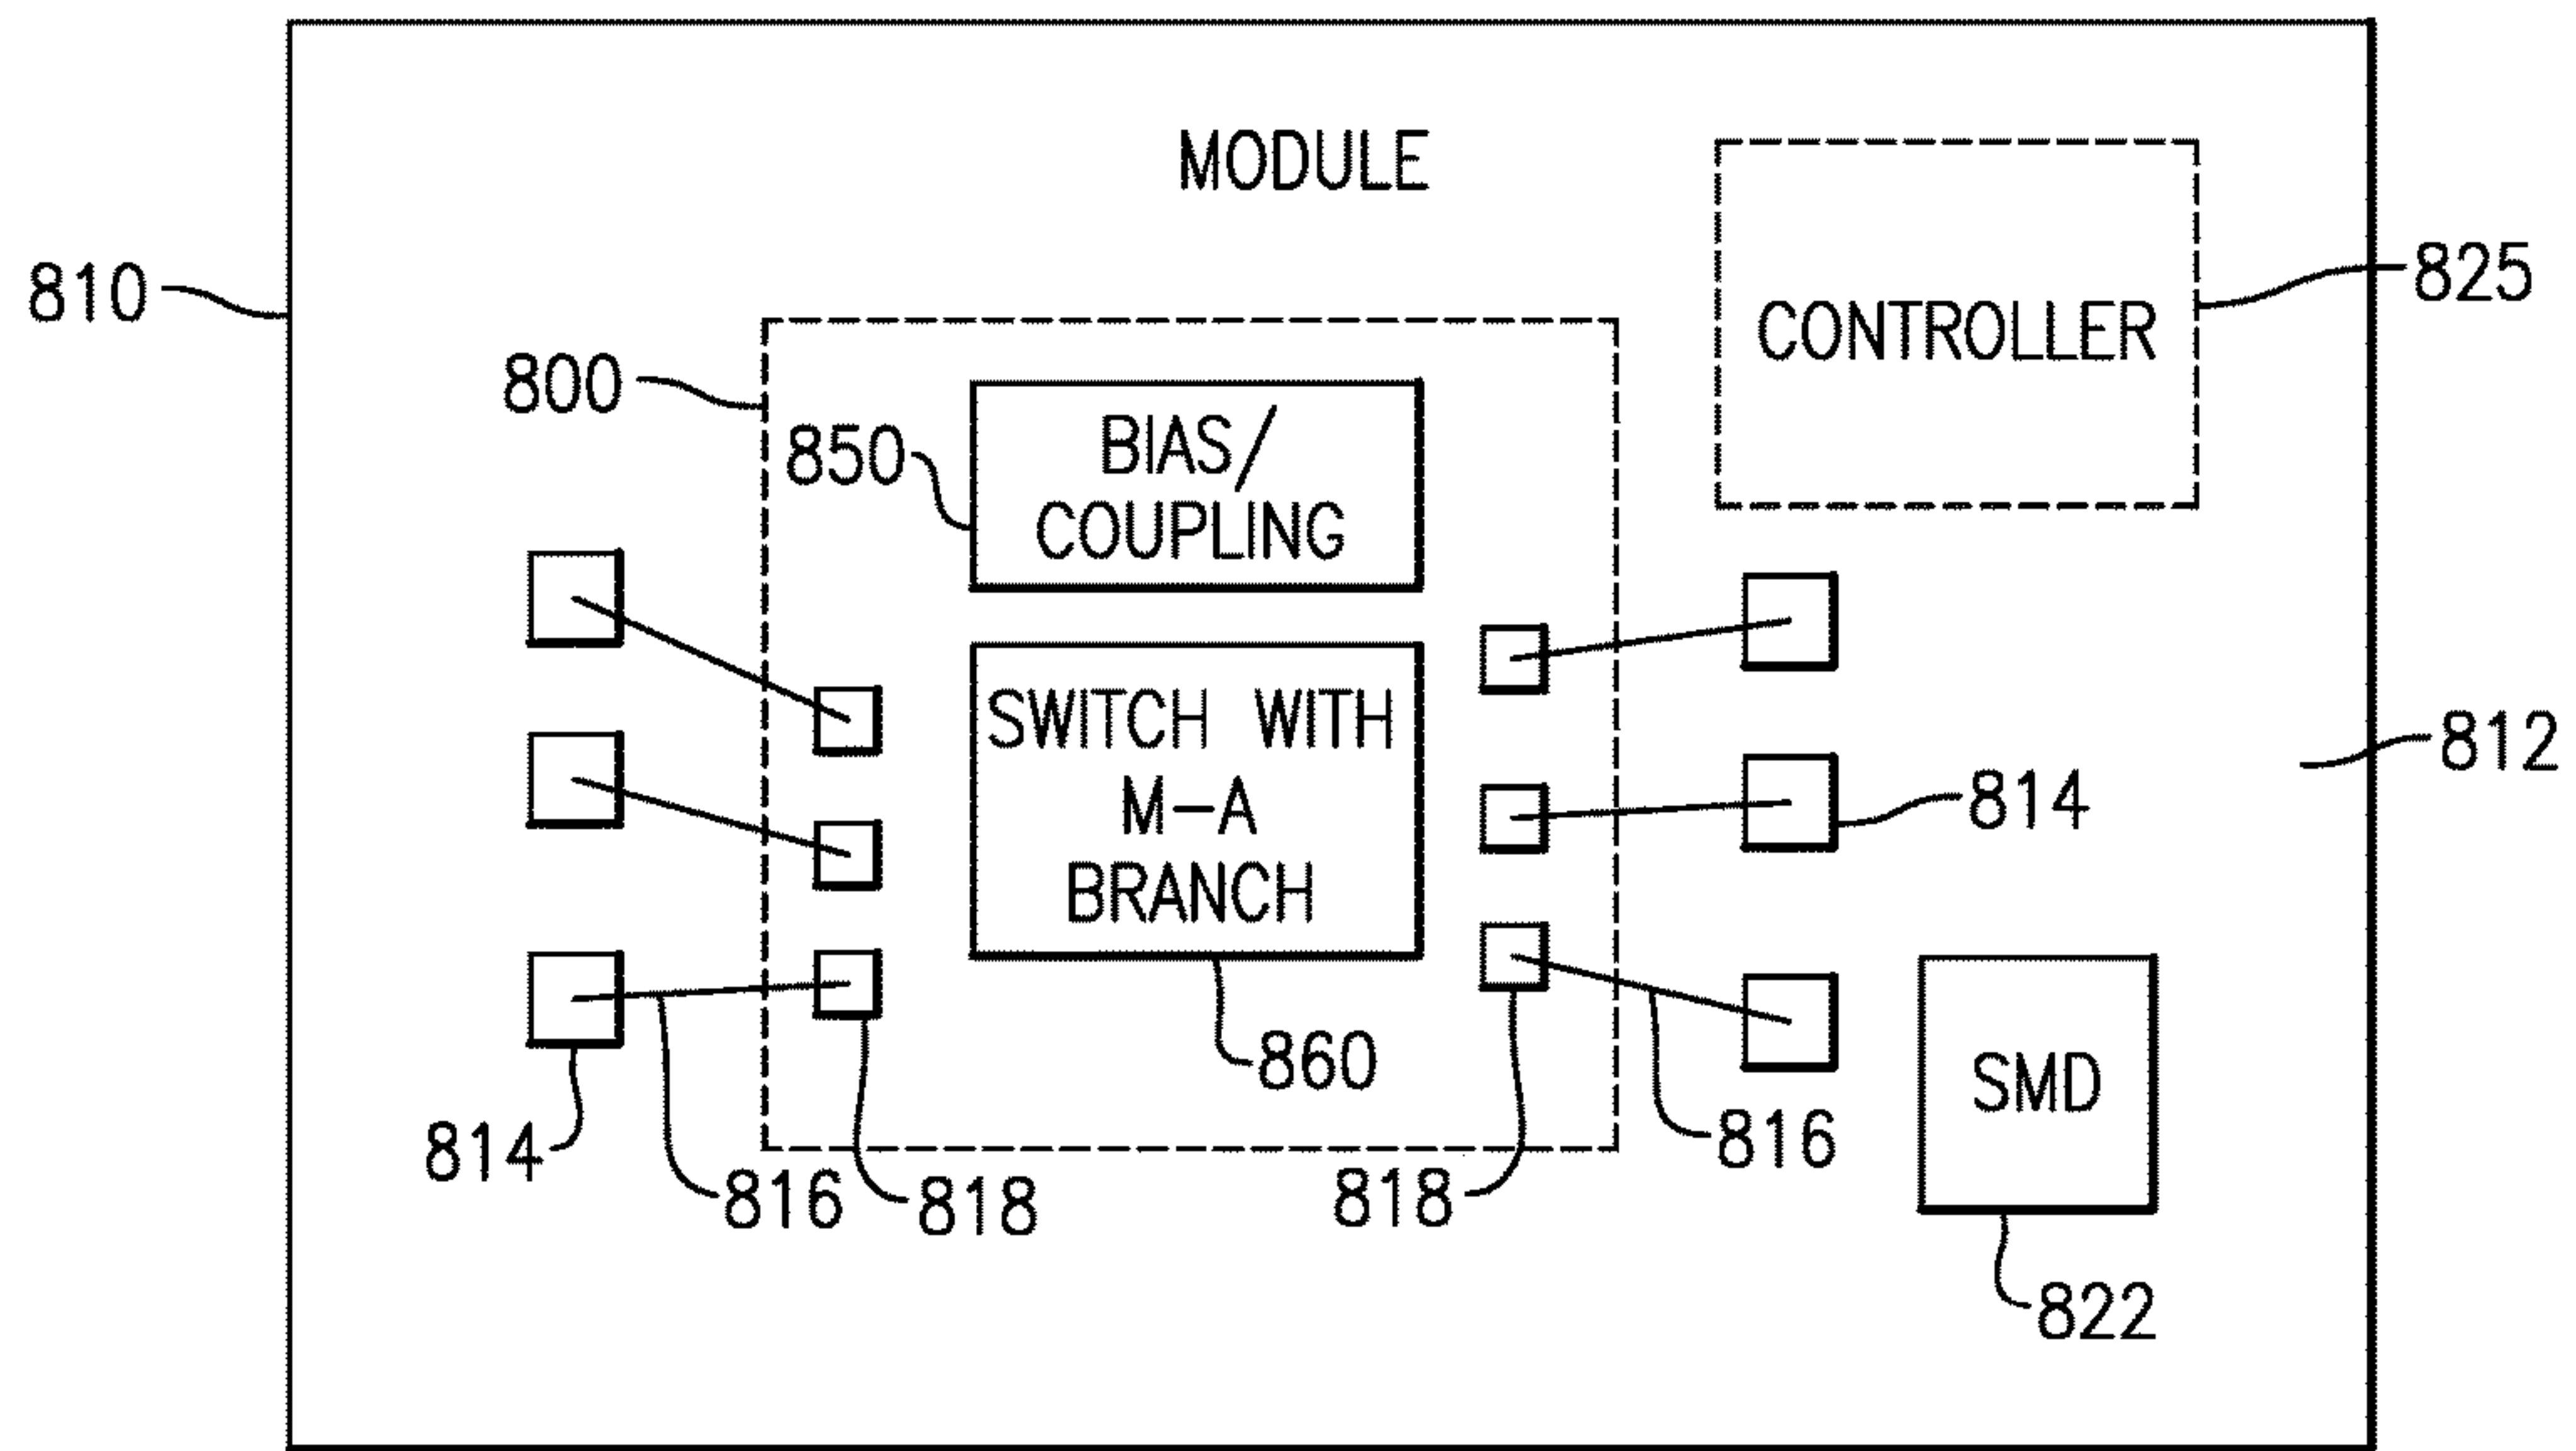 MODULE
810
825
CONTROLLER
800
850
BIAS/
COUPLING
SWITCH WITH
M-A
BRANCH
812
814
860
SMD
814
816
816
818
818
822